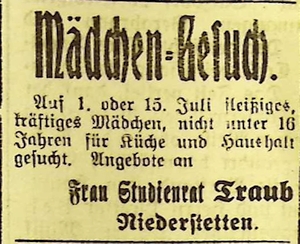 Mädchen-Gesuch.
Auf 1. oder 15. Juli fleißiges,
kräftiges Mädchen, nicht unter 16
Jahren für Küche und Haushalt
gesucht. Angebote an
Frau Studienrat Traub
Niederstetten.